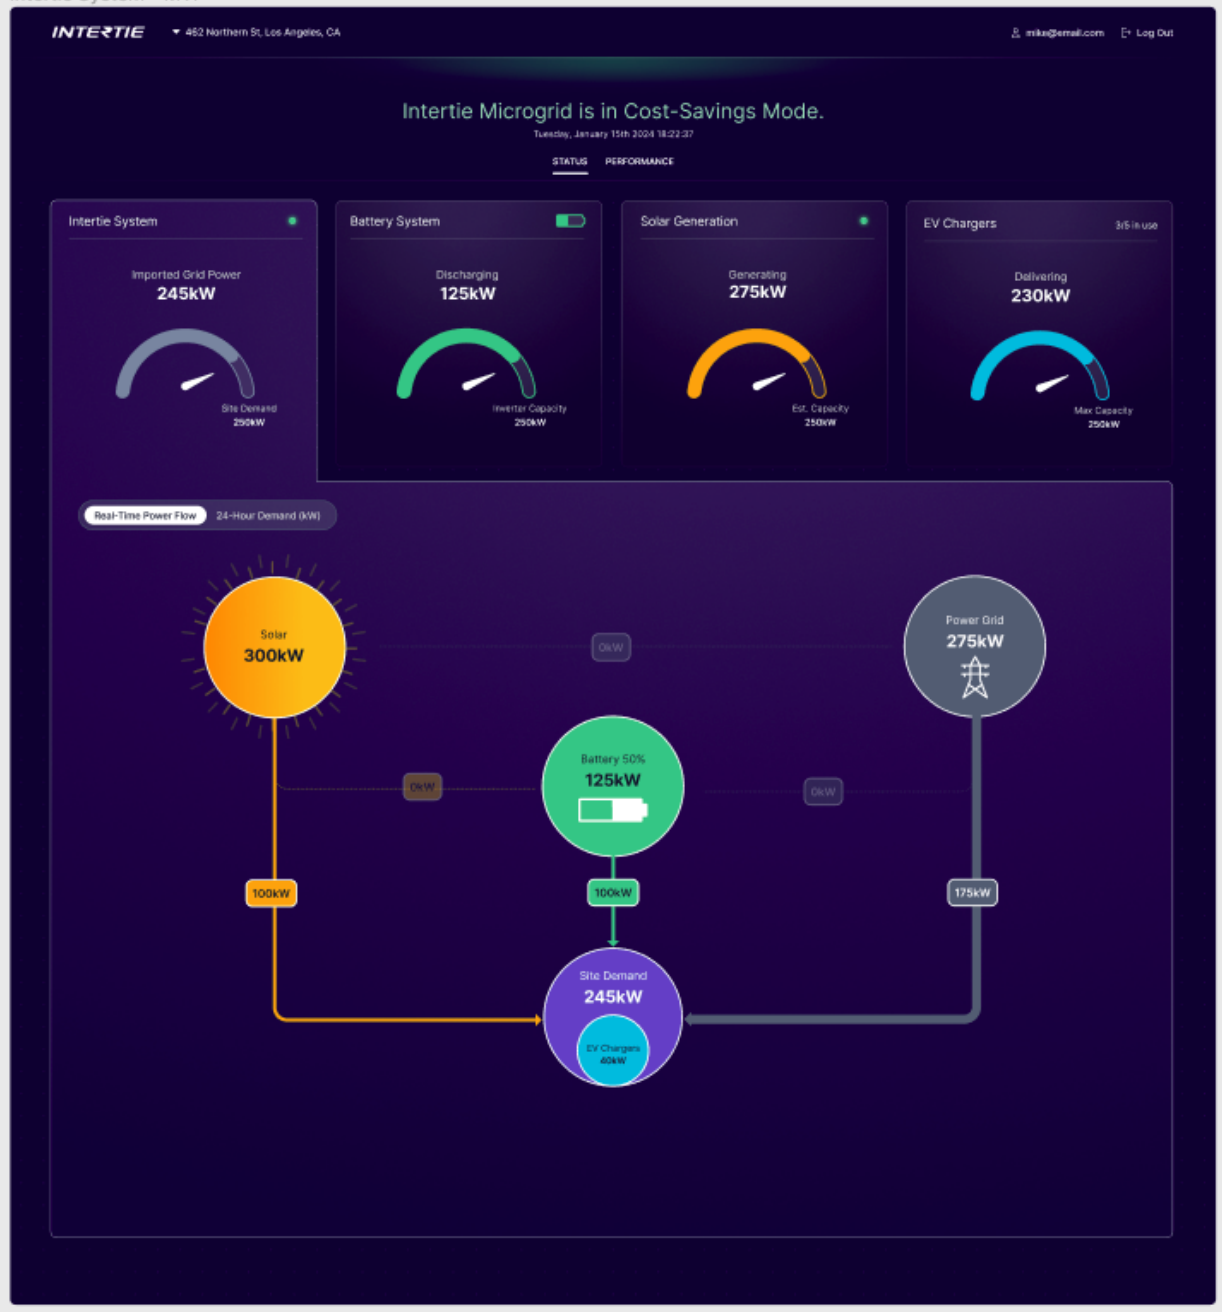 INTERTIE
462 Northern St, Los Angeles, CA
mike@email.com
Log Out
Intertie Microgrid is in Cost-Savings Mode.
Tuesday, January 15th 2024 18:22:37
STATUS
PERFORMANCE
Intertie System
Imported Grid Power
245kW
Site Demand
250kW
Battery System
Discharging
125kW
Inverter Capacity
250kW
Solar Generation
Generating
275kW
Est. Capacity
250kW
EV Chargers
3/5 in use
Delivering
230kW
Max Capacity
250kW
Real-Time Power Flow
24-Hour Demand (kW)
Solar
300kW
0kW
Power Grid
275kW
Battery 50%
125kW
0kW
0kW
100kW
100kW
175kW
Site Demand
245kW
EV Chargers
40kW